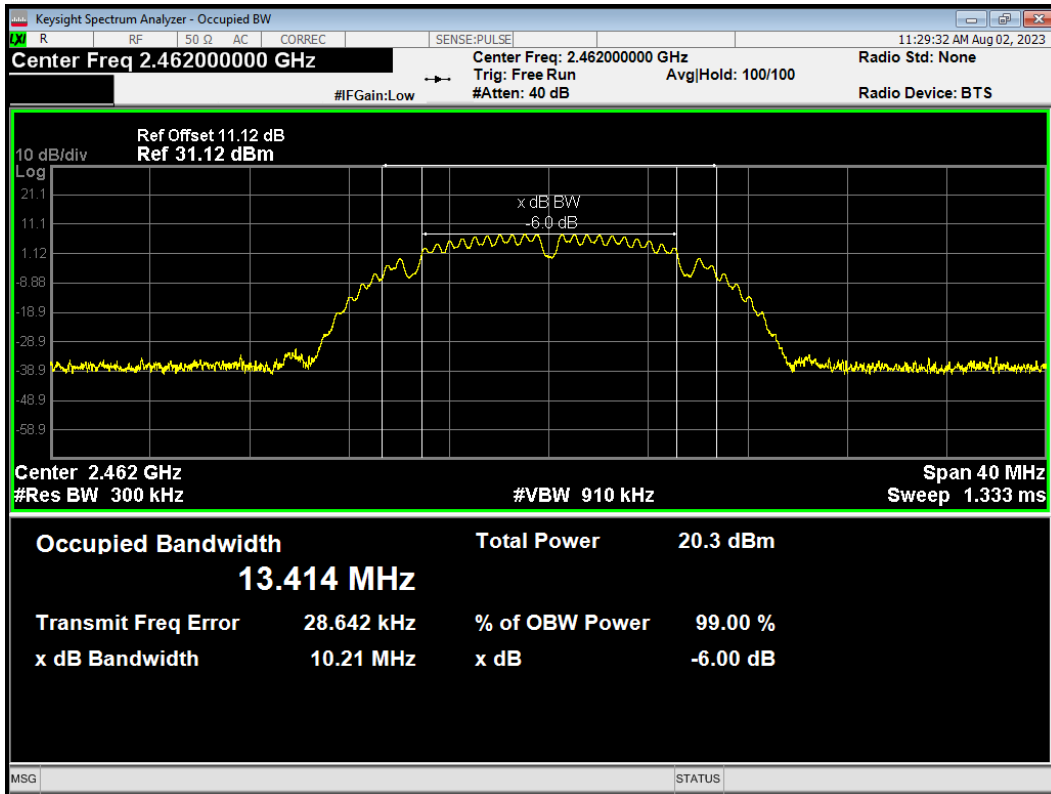 Keysight Spectrum Analyzer - Occupied BW
LXI R RF 50 Ω AC CORREC SENSE:PULSE 11:29:32 AM Aug 02, 2023
Center Freq 2.462000000 GHz
Center Freq: 2.462000000 GHz Radio Std: None
Trig: Free Run Avg|Hold: 100/100
#IFGain:Low #Atten: 40 dB Radio Device: BTS
Ref Offset 11.12 dB
10 dB/div Ref 31.12 dBm
Log
21.1
x dB BW
11.1
-6.0 dB
1.12
-8.88
-18.9
-28.9
-38.9
-48.9
-58.9
Center 2.462 GHz Span 40 MHz
#Res BW 300 kHz #VBW 910 kHz Sweep 1.333 ms
Occupied Bandwidth Total Power 20.3 dBm
13.414 MHz
Transmit Freq Error 28.642 kHz % of OBW Power 99.00 %
x dB Bandwidth 10.21 MHz x dB -6.00 dB
MSG STATUS